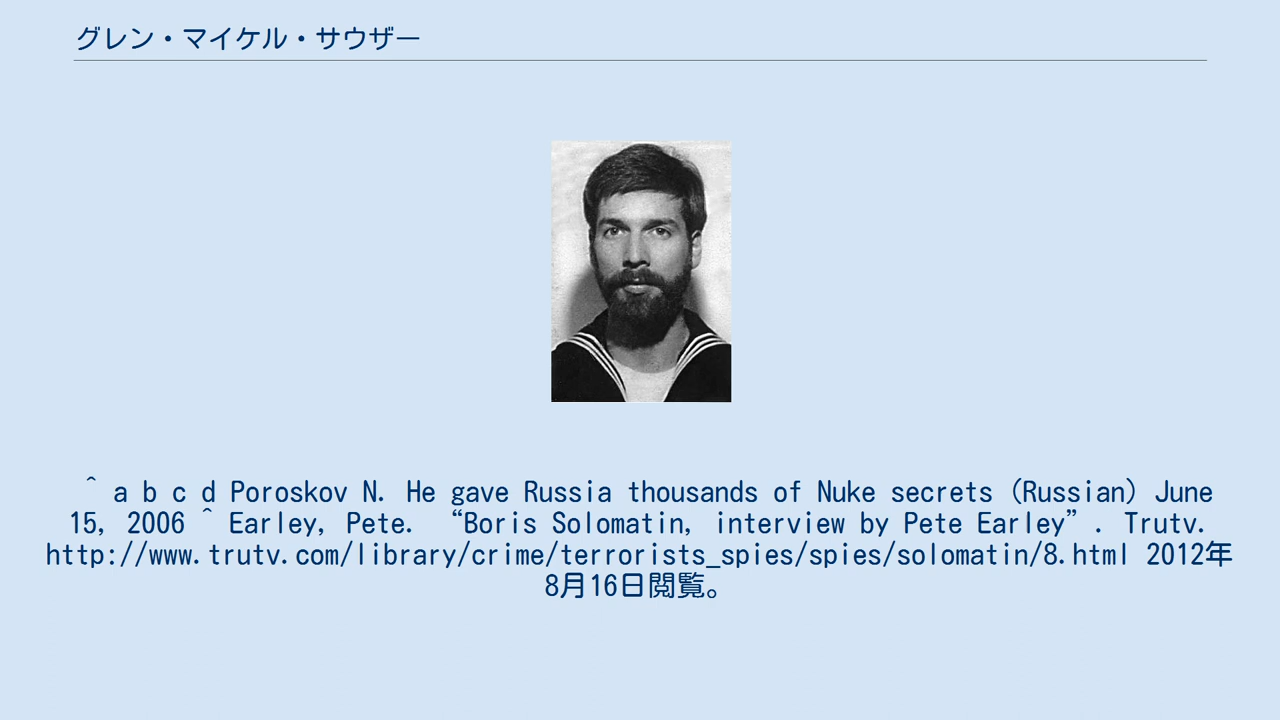 グレン・マイケル・サウザー
^ a b c d Poroskov N. He gave Russia thousands of Nuke secrets (Russian) June
15, 2006 ^ Earley, Pete. “Boris Solomatin, interview by Pete Earley”. Trutv.
http://www.trutv.com/library/crime/terrorists_spies/spies/solomatin/8.html 2012年
8月16日閲覧。